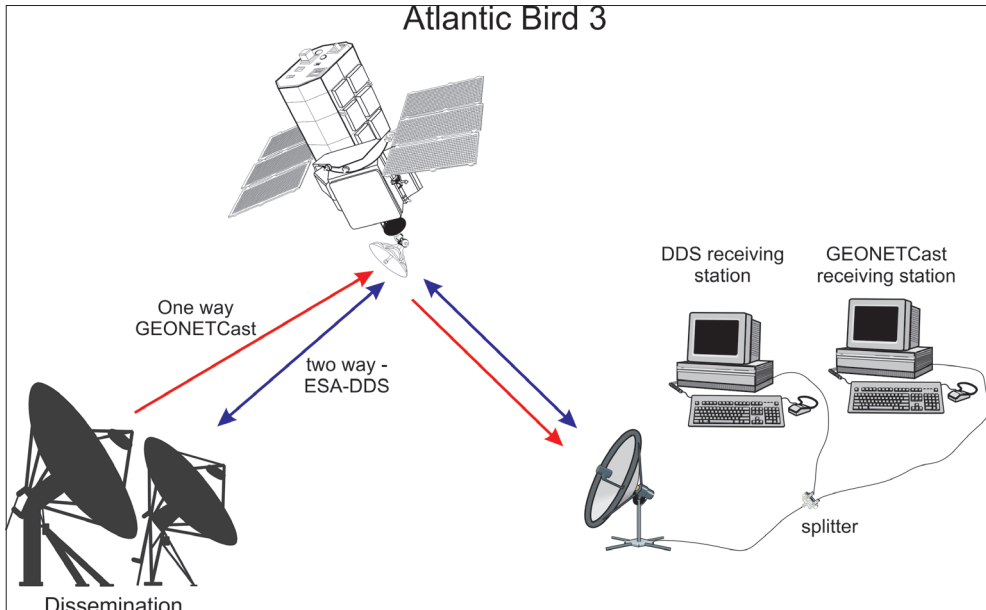 Atlantic Bird 3
DDS receiving
station
GEONETCast
receiving station
One way
GEONETCast
two way -
ESA-DDS
splitter
Dissemination